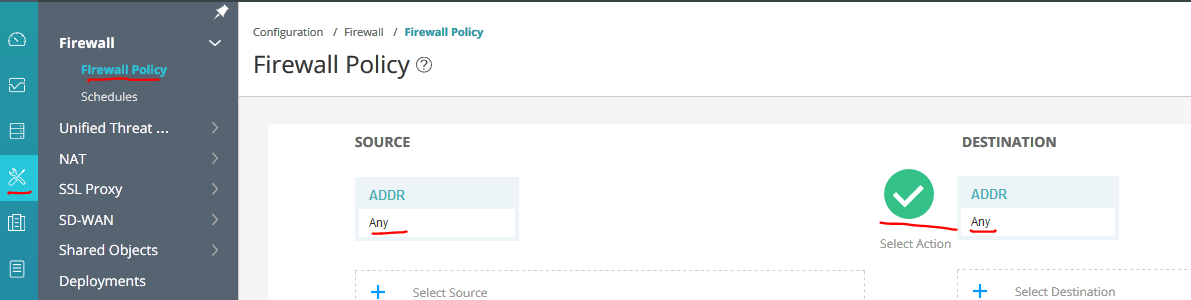 Firewall
Firewall Policy
Schedules
Unified Threat ...
NAT
SSL Proxy
SD-WAN
Shared Objects
Deployments
Configuration / Firewall / Firewall Policy
Firewall Policy ?
SOURCE
ADDR
Any
Select Source
Select Action
DESTINATION
ADDR
Any
Select Destination